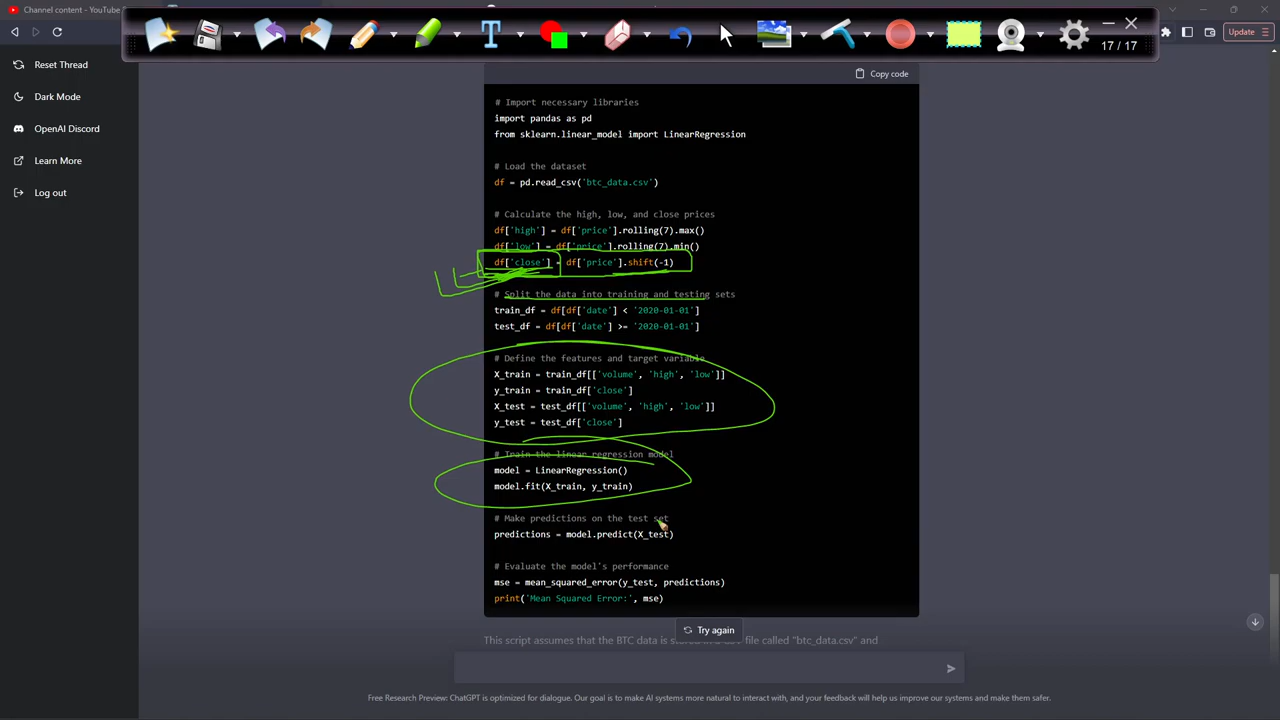 Channel content - YouTube
Update
17 / 17
Reset Thread
Dark Mode
OpenAI Discord
Learn More
Log out
Copy code
# Import necessary libraries
import pandas as pd
from sklearn.linear_model import LinearRegression
# Load the dataset
df = pd.read_csv('btc_data.csv')
# Calculate the high, low, and close prices
df['high'] = df['price'].rolling(7).max()
df['low'] = df['price'].rolling(7).min()
df['close'] = df['price'].shift(-1)
# Split the data into training and testing sets
train_df = df[df['date'] < '2020-01-01']
test_df = df[df['date'] >= '2020-01-01']
# Define the features and target variable
X_train = train_df[['volume', 'high', 'low']]
y_train = train_df['close']
X_test = test_df[['volume', 'high', 'low']]
y_test = test_df['close']
# Train the linear regression model
model = LinearRegression()
model.fit(X_train, y_train)
# Make predictions on the test set
predictions = model.predict(X_test)
# Evaluate the model's performance
mse = mean_squared_error(y_test, predictions)
print('Mean Squared Error:', mse)
Try again
This script assumes that the BTC data is stored in a CSV file called "btc_data.csv" and
Free Research Preview: ChatGPT is optimized for dialogue. Our goal is to make AI systems more natural to interact with, and your feedback will help us improve our systems and make them safer.